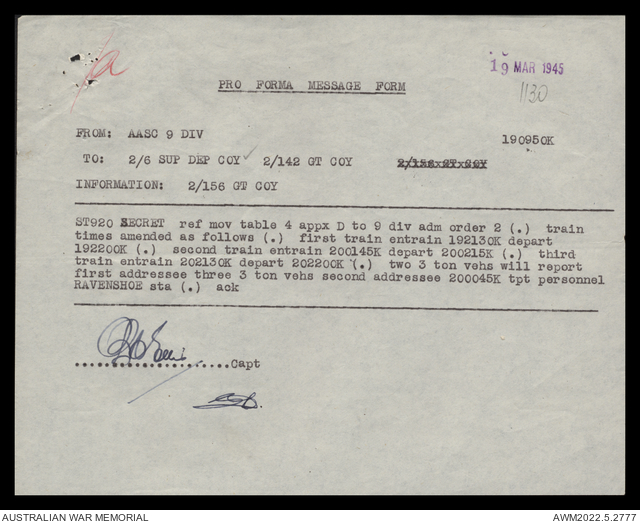 a
19 MAR 1945
1130
PRO FORMA MESSAGE FORM
FROM: AASC 9 DIV 190950K
TO: 2/6 SUP DEP COY 2/142 GT COY 2/156 GT COY
INFORMATION: 2/156 GT COY
ST920 SECRET ref mov table 4 appx D to 9 div adm order 2 (.) train
times amended as follows (.) first train entrain 192130K depart
192200K (.) second train entrain 200145K depart 200215K (.) third
train entrain 202130K depart 202200K (.) two 3 ton vehs will report
first addressee three 3 ton vehs second addressee 200045K tpt personnel
RAVENSHOE sta (.) ack
......................Capt
AUSTRALIAN WAR MEMORIAL AWM2022.5.2777